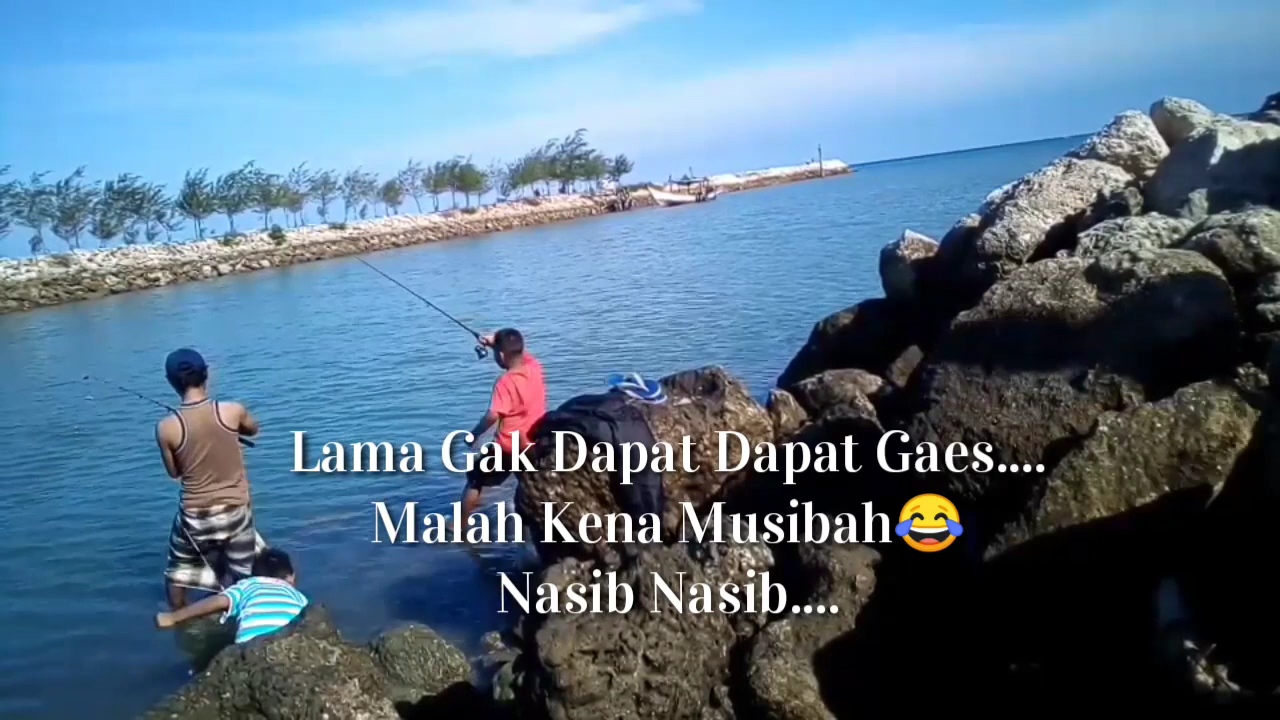 Lama Gak Dapat Dapat Gaes....
Malah Kena Musibah😂
Nasib Nasib....